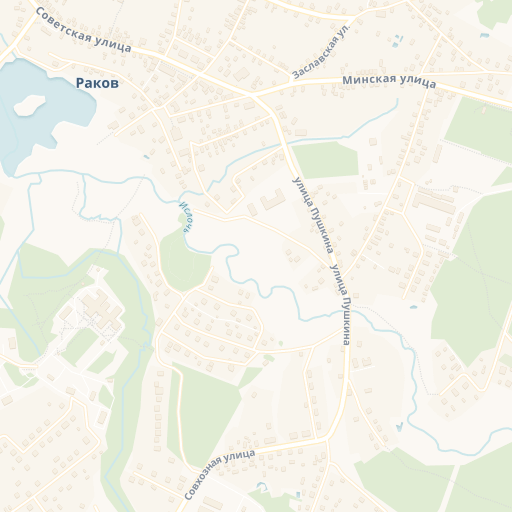 Советская улица
Заславская ул.
Минская улица
Раков
улица Пушкина
Ислочь
улица Пушкина
Совхозная улица